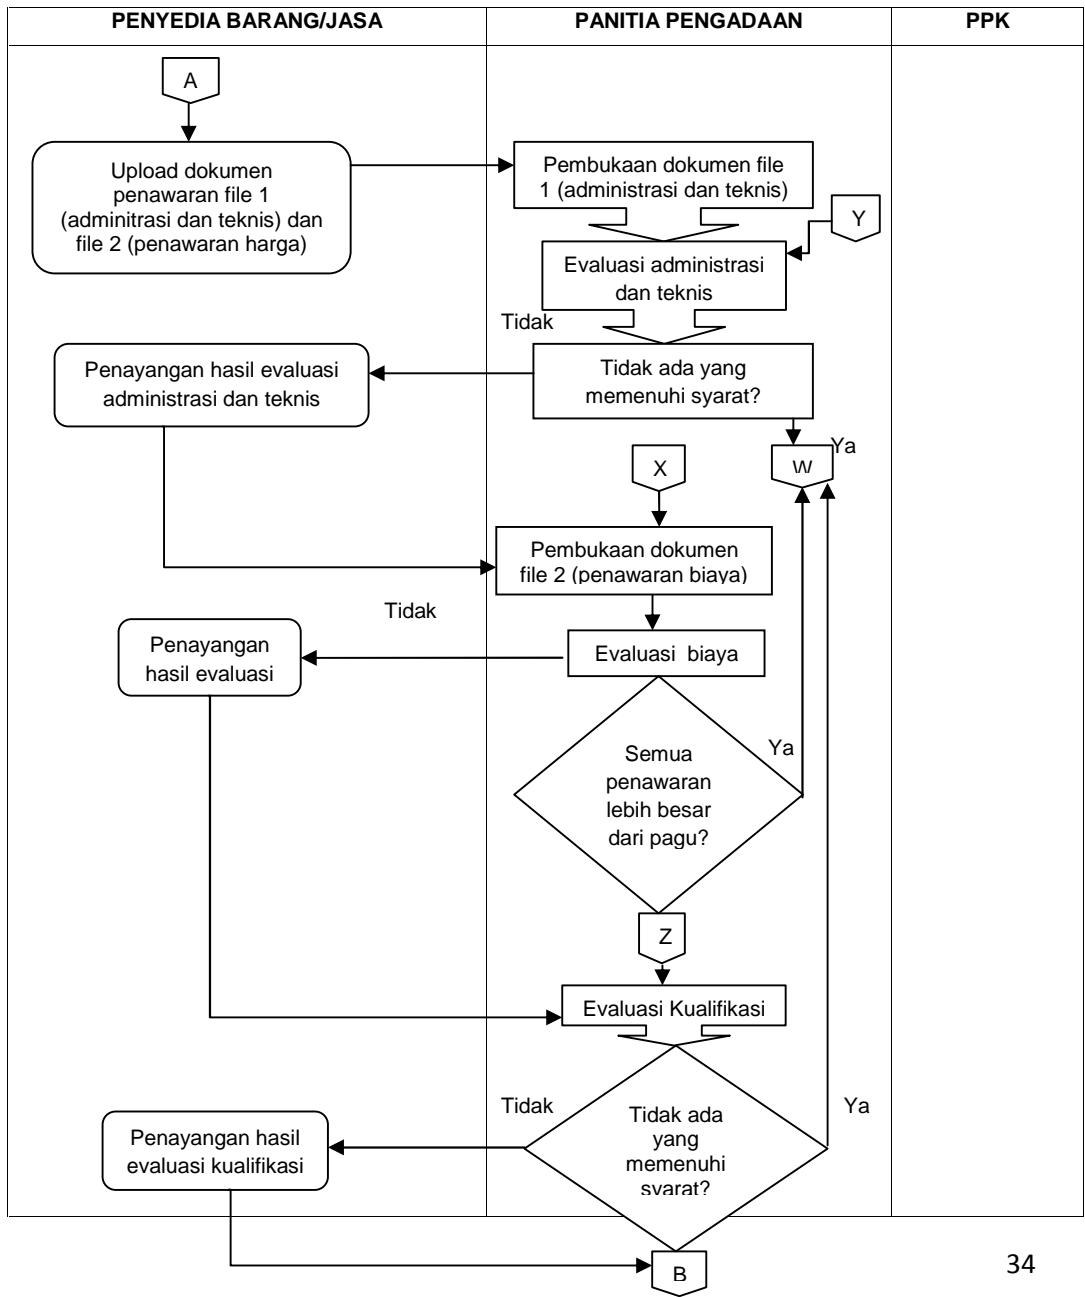 PENYEDIA BARANG/JASA
PANITIA PENGADAAN
PPK
A
Upload dokumen
penawaran file 1
(adminitrasi dan teknis) dan
file 2 (penawaran harga)
Pembukaan dokumen file
1 (administrasi dan teknis)
Y
Evaluasi administrasi
dan teknis
Tidak
Penayangan hasil evaluasi
administrasi dan teknis
Tidak ada yang
memenuhi syarat?
Ya
X
W
Pembukaan dokumen
file 2 (penawaran biaya)
Tidak
Penayangan
hasil evaluasi
Evaluasi biaya
Ya
Semua
penawaran
lebih besar
dari pagu?
Z
Evaluasi Kualifikasi
Tidak
Ya
Penayangan hasil
evaluasi kualifikasi
Tidak ada
yang
memenuhi
syarat?
B
34